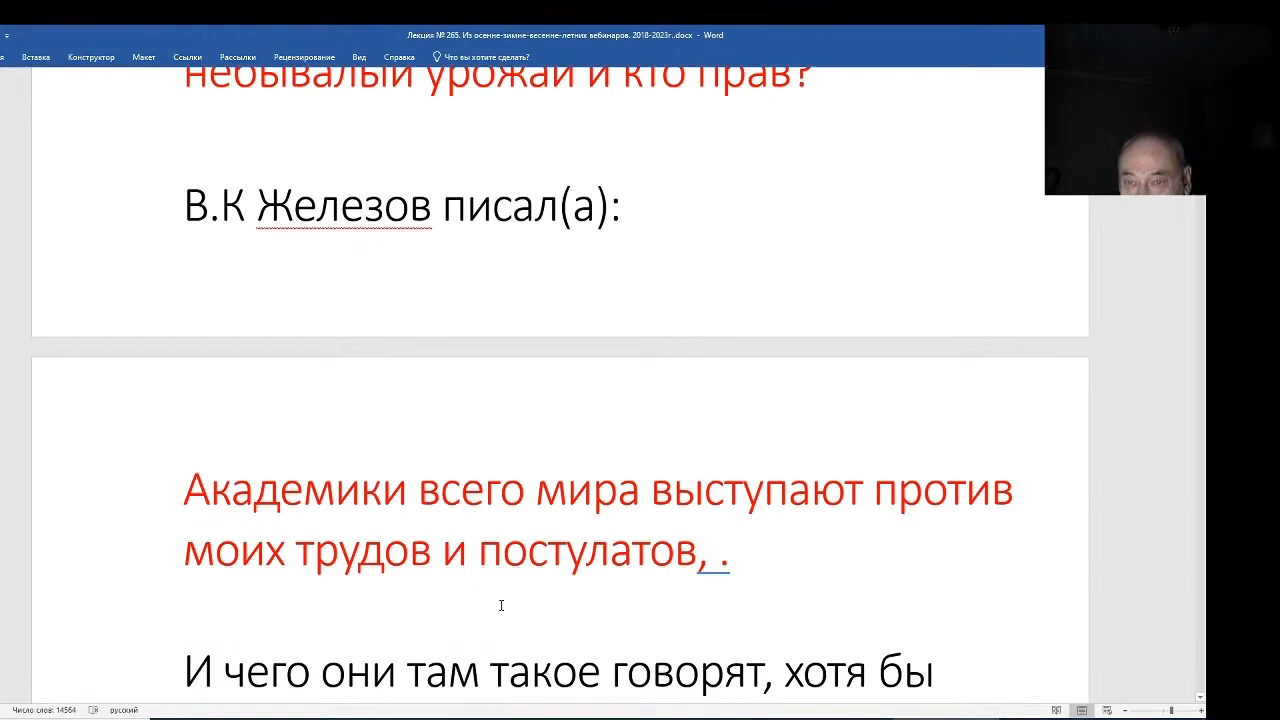 Лекция № 265. Из осенне-зимне-весенне-летних вебинаров. 2018-2023г..docx - Word
я Вставка Конструктор Макет Ссылки Рассылки Рецензирование Вид Справка Что вы хотите сделать?
небывалый урожай и кто прав?
В.К Железов писал(а):
Академики всего мира выступают против
моих трудов и постулатов, .
И чего они там такое говорят, хотя бы
Число слов: 14564 русский